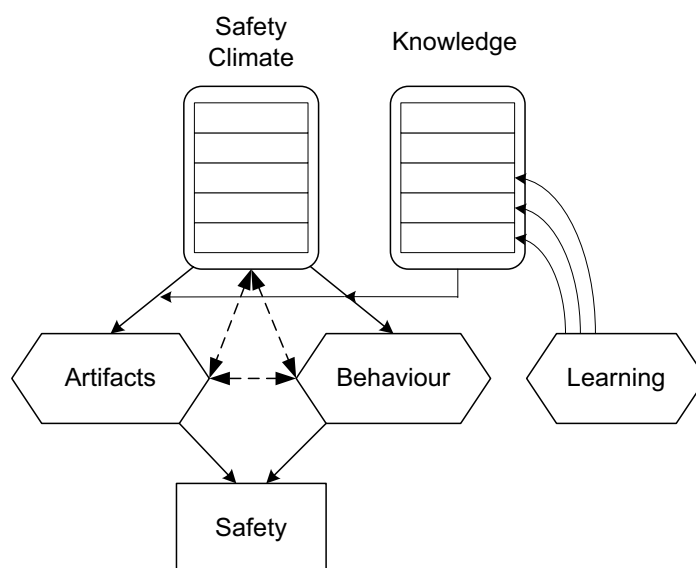 Safety
Climate
Knowledge
Artifacts
Behaviour
Learning
Safety